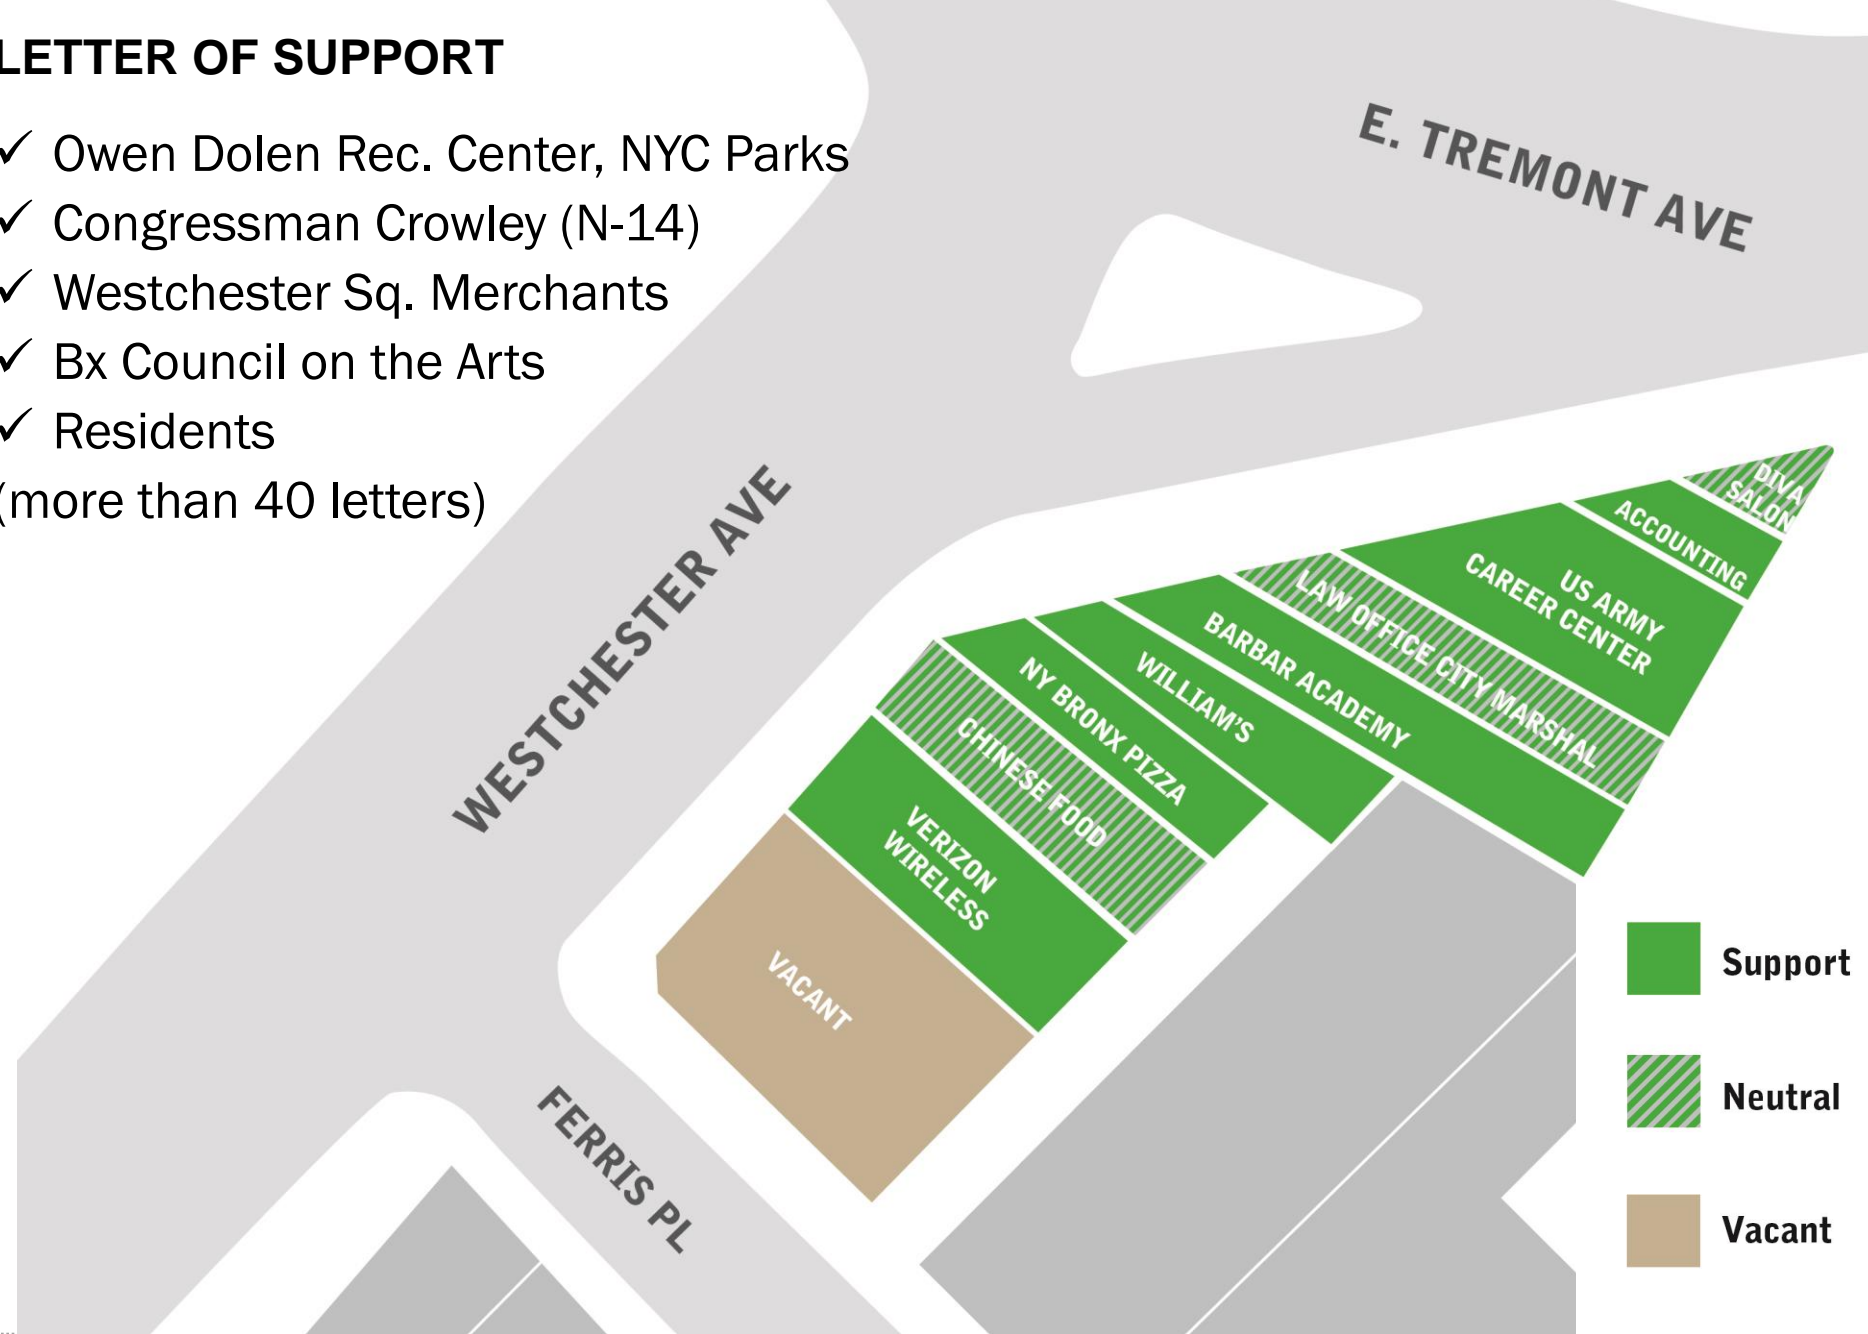 LETTER OF SUPPORT
✓ Owen Dolen Rec. Center, NYC Parks
✓ Congressman Crowley (N-14)
✓ Westchester Sq. Merchants
✓ Bx Council on the Arts
✓ Residents
(more than 40 letters)
E. TREMONT AVE
WESTCHESTER AVE
FERRIS PL
DIVA
SALON
ACCOUNTING
US ARMY
CAREER CENTER
LAW OFFICE CITY MARSHAL
BARBAR ACADEMY
WILLIAM'S
NY BRONX PIZZA
CHINESE FOOD
VERIZON
WIRELESS
VACANT
Support
Neutral
Vacant